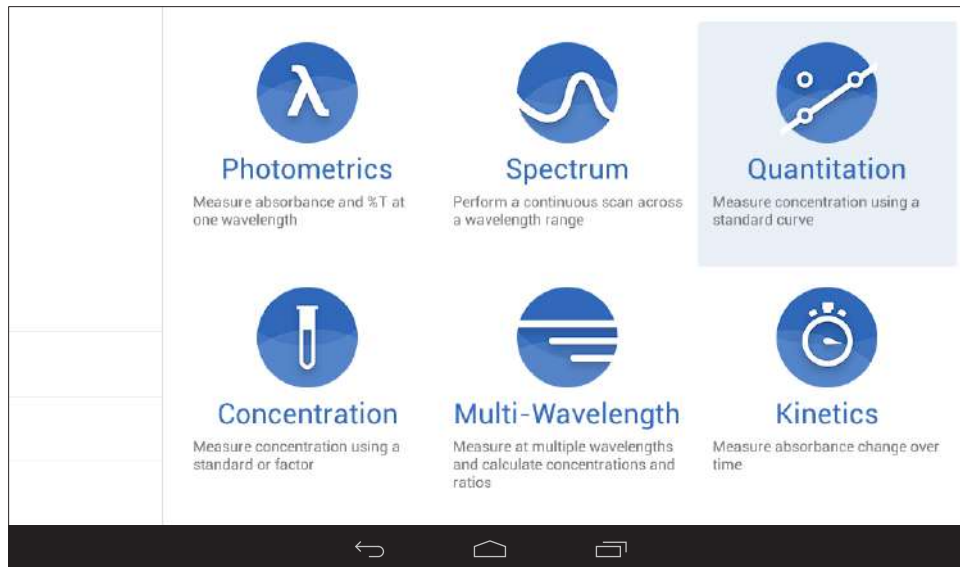 λ
Photometrics
Measure absorbance and %T at
one wavelength
Spectrum
Perform a continuous scan across
a wavelength range
Quantitation
Measure concentration using a
standard curve
Concentration
Measure concentration using a
standard or factor
Multi-Wavelength
Measure at multiple wavelengths
and calculate concentrations and
ratios
Kinetics
Measure absorbance change over
time